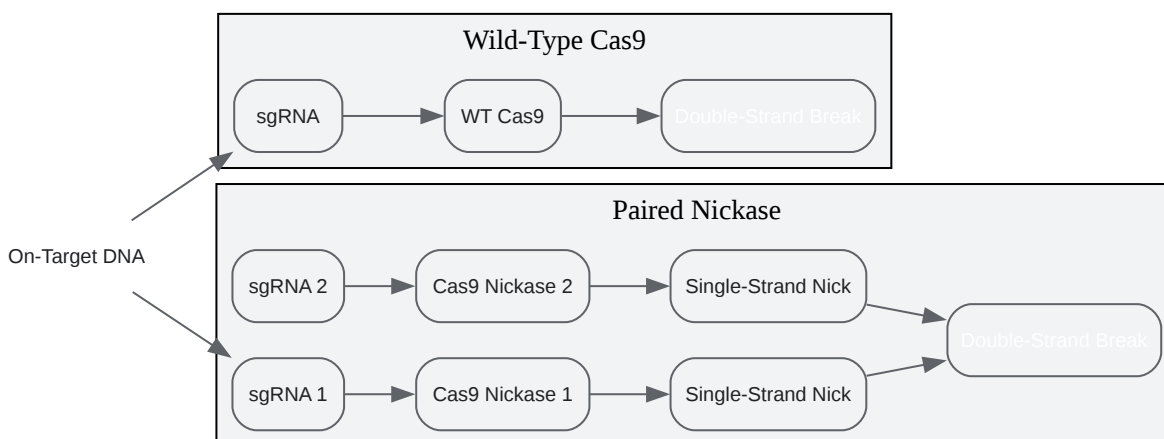 Wild-Type Cas9
sgRNA
WT Cas9
Double-Strand Break
Paired Nickase
On-Target DNA
sgRNA 2
Cas9 Nickase 2
Single-Strand Nick
Double-Strand Break
sgRNA 1
Cas9 Nickase 1
Single-Strand Nick